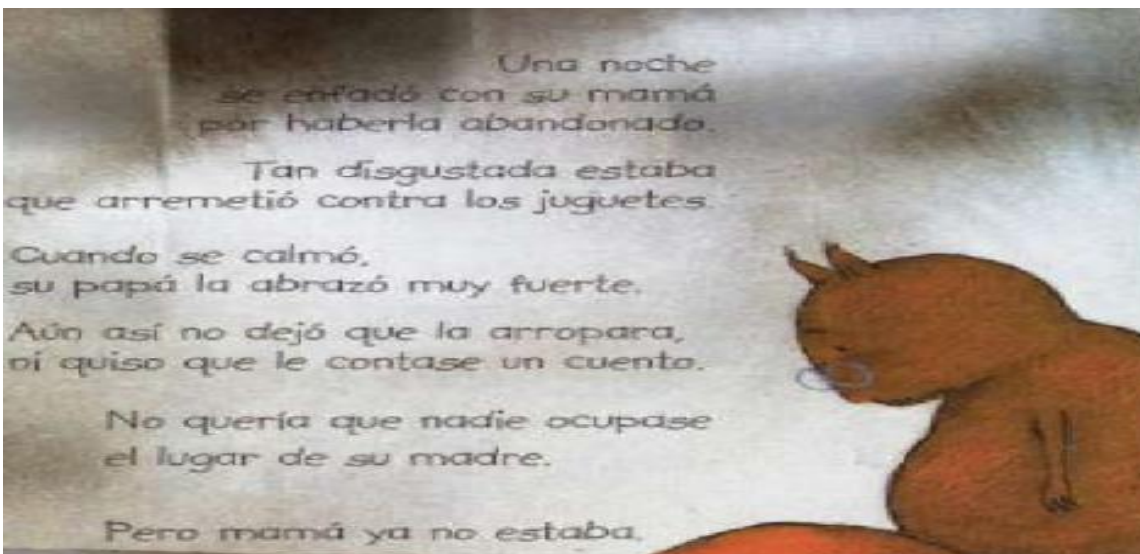 Una noche
se enfadó con su mamá
por haberla abandonado.
Tan disgustada estaba
que arremetió contra los juguetes.
Cuando se calmó,
su papá la abrazó muy fuerte.
Aún así no dejó que la arropara,
ni quiso que le contase un cuento.
No quería que nadie ocupase
el lugar de su madre.
Pero mamá ya no estaba.